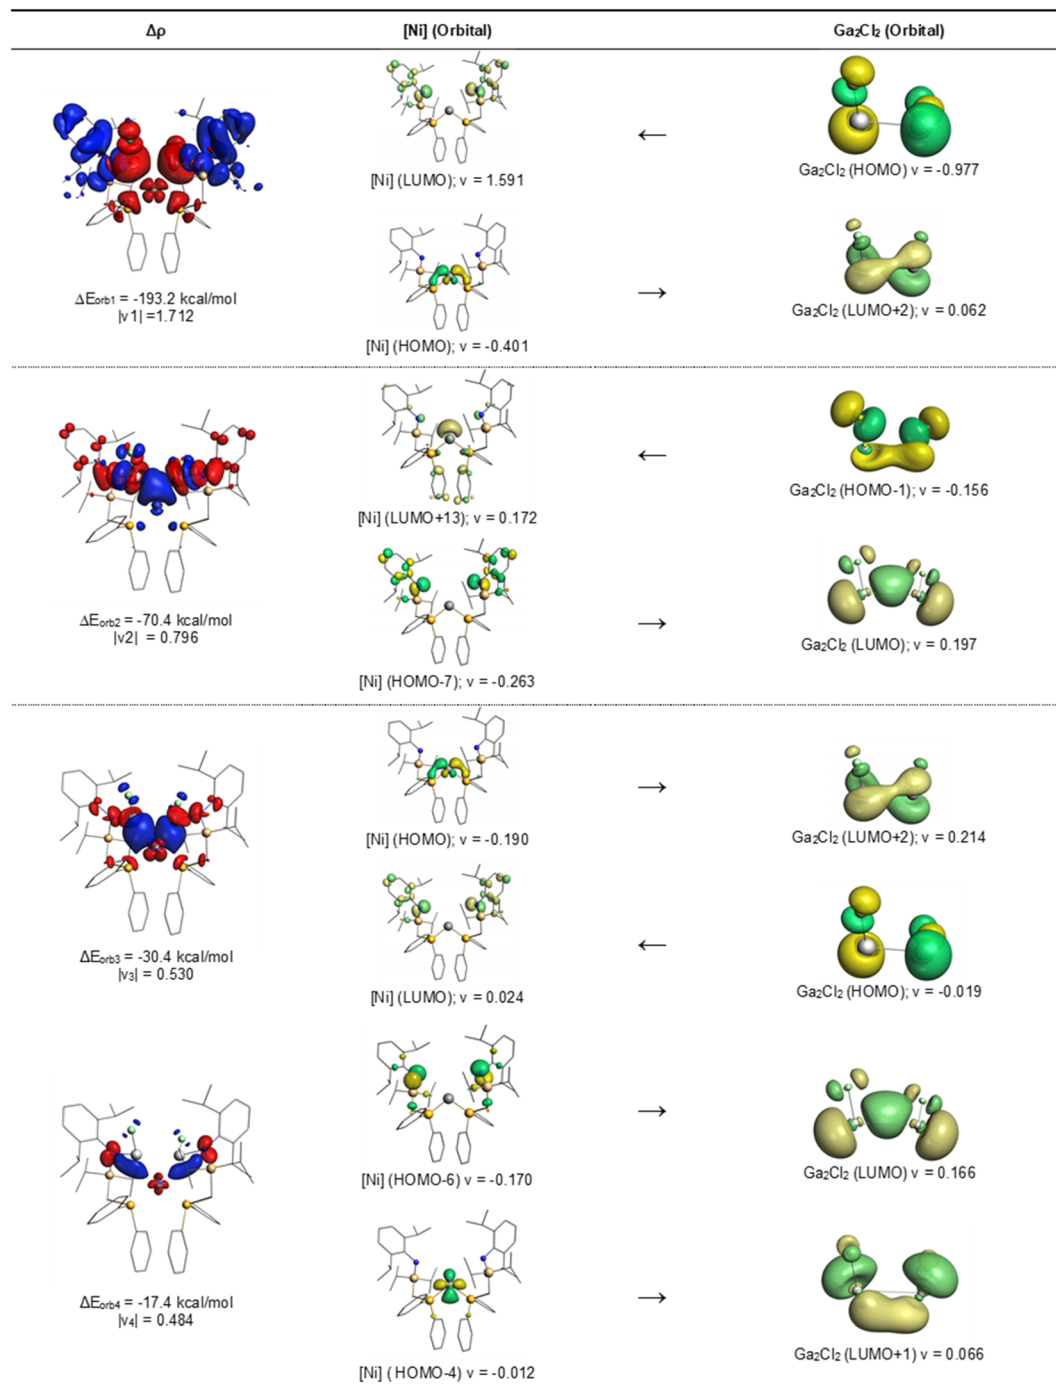 Δρ [Ni] (Orbital) Ga₂Cl₂ (Orbital)
←
[Ni] (LUMO); v = 1.591
Ga₂Cl₂ (HOMO) v = -0.977
ΔEorb1 = -193.2 kcal/mol
|v1| =1.712
→
[Ni] (HOMO); v = -0.401
Ga₂Cl₂ (LUMO+2); v = 0.062
←
[Ni] (LUMO+13); v = 0.172
Ga₂Cl₂ (HOMO-1); v = -0.156
ΔEorb2 = -70.4 kcal/mol
|v2| = 0.796
→
[Ni] (HOMO-7); v = -0.263
Ga₂Cl₂ (LUMO); v = 0.197
→
[Ni] (HOMO); v = -0.190
Ga₂Cl₂ (LUMO+2); v = 0.214
ΔEorb3 = -30.4 kcal/mol
|v₃| = 0.530
←
[Ni] (LUMO); v = 0.024
Ga₂Cl₂ (HOMO); v = -0.019
→
[Ni] (HOMO-6) v = -0.170
Ga₂Cl₂ (LUMO) v = 0.166
ΔEorb4 = -17.4 kcal/mol
|v₄| = 0.484
→
[Ni] ( HOMO-4) v = -0.012
Ga₂Cl₂ (LUMO+1) v = 0.066